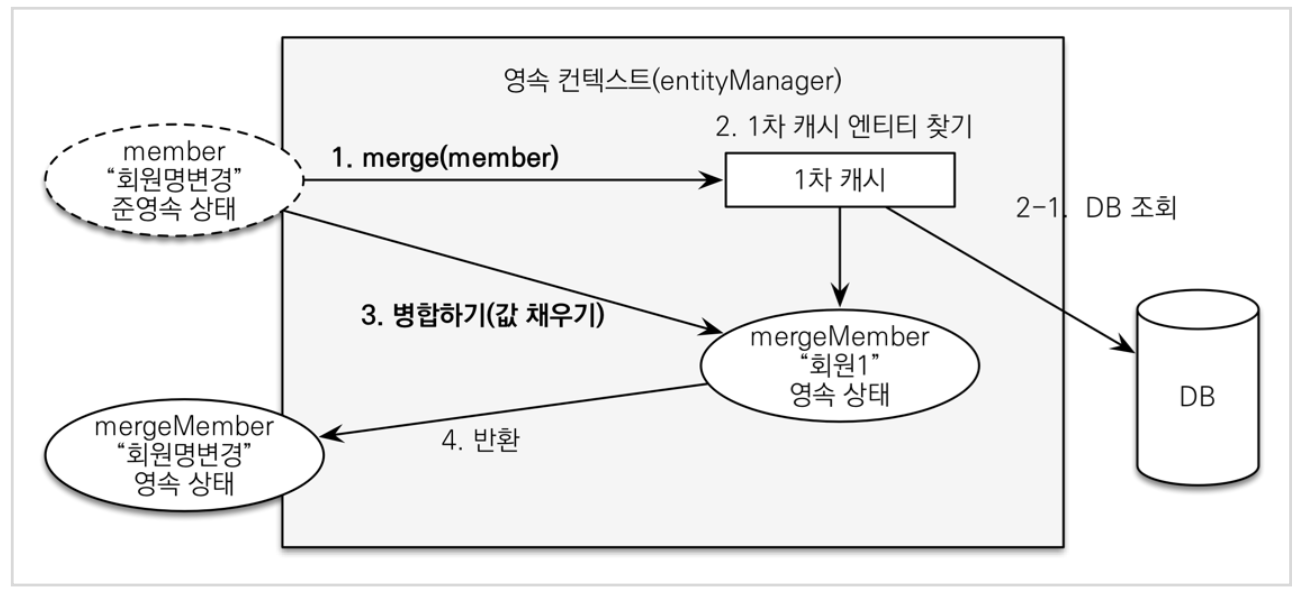 영속 컨텍스트(entityManager)
2. 1차 캐시 엔티티 찾기
member
“회원명변경”
준영속 상태
1. merge(member)
1차 캐시
2-1. DB 조회
3. 병합하기(값 채우기)
mergeMember
“회원1”
영속 상태
DB
mergeMember
“회원명변경”
영속 상태
4. 반환